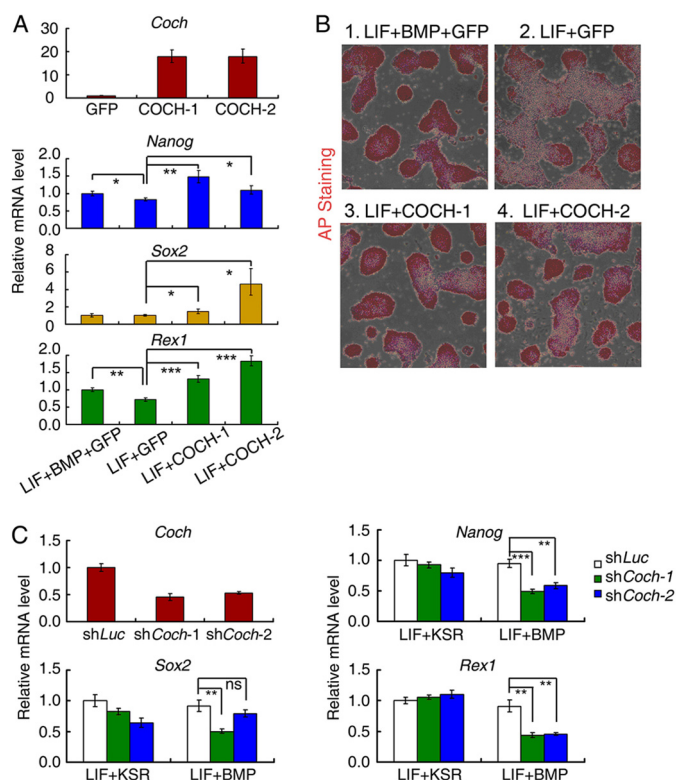 A
Coch
30
20
10
0
GFP COCH-1 COCH-2
Relative mRNA level
Nanog
2.0
1.5
1.0
0.5
0.0
* ** *
Sox2
8
6
4
2
0
* *
Rex1
2.0
1.5
1.0
0.5
0.0
** *** ***
LIF+BMP+GFP
LIF+GFP
LIF+COCH-1
LIF+COCH-2
B
1. LIF+BMP+GFP 2. LIF+GFP
AP Staining
3. LIF+COCH-1 4. LIF+COCH-2
C
Relative mRNA level
Coch
1.5
1.0
0.5
0.0
shLuc shCoch-1 shCoch-2
Sox2
1.5
1.0
0.5
0.0
** ns
LIF+KSR LIF+BMP
Relative mRNA level
Nanog
1.5
1.0
0.5
0.0
*** **
LIF+KSR LIF+BMP
shLuc
shCoch-1
shCoch-2
Rex1
1.5
1.0
0.5
0.0
** **
LIF+KSR LIF+BMP